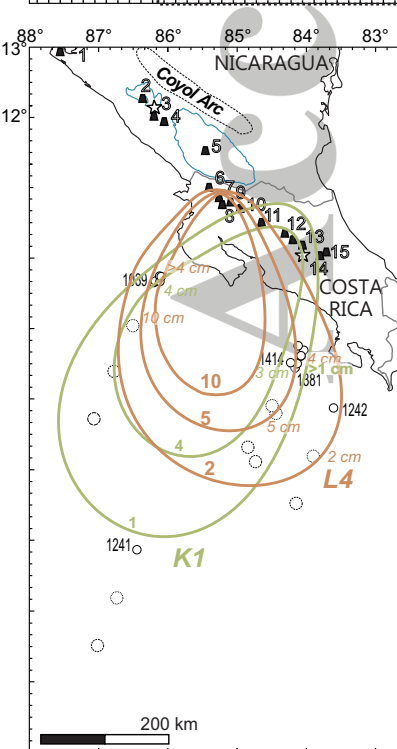 88° 86° 85° 84° 83°
13°
12°
NICARAGUA
Coyol Arc
1
2
3
4
5
6
7
8
9
10
11
12
13
14
15
COSTA
RICA
1039
>4 cm
4 cm
10 cm
1414
3 cm
4 cm
>1 cm
1381
1242
5 cm
2 cm
10
5
4
2
1
L4
K1
1241
200 km